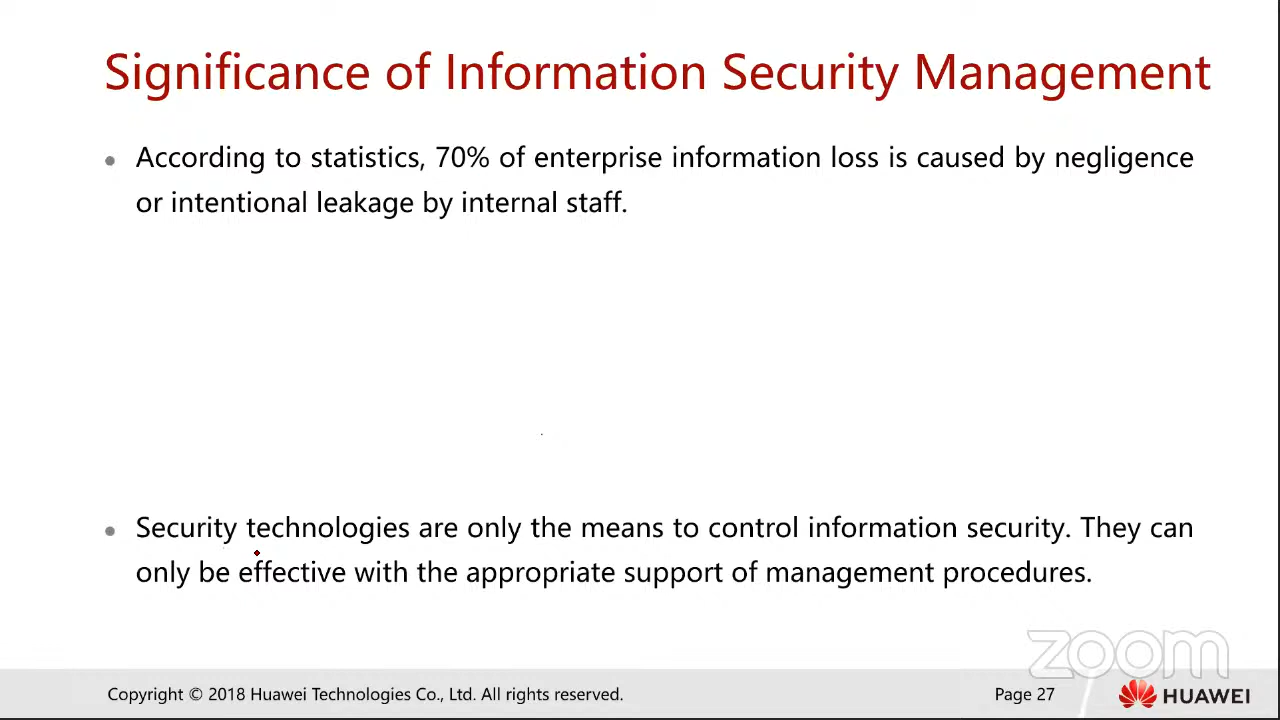 Significance of Information Security Management
According to statistics, 70% of enterprise information loss is caused by negligence
or intentional leakage by internal staff.
Security technologies are only the means to control information security. They can
only be effective with the appropriate support of management procedures.
zoom
Copyright © 2018 Huawei Technologies Co., Ltd. All rights reserved.
Page 27
HUAWEI